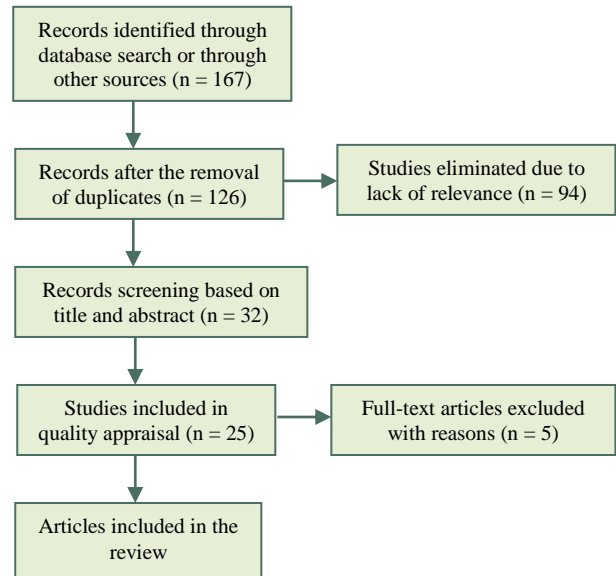 Records identified through
database search or through
other sources (n = 167)
Records after the removal
of duplicates (n = 126)
Studies eliminated due to
lack of relevance (n = 94)
Records screening based on
title and abstract (n = 32)
Studies included in
quality appraisal (n = 25)
Full-text articles excluded
with reasons (n = 5)
Articles included in the
review